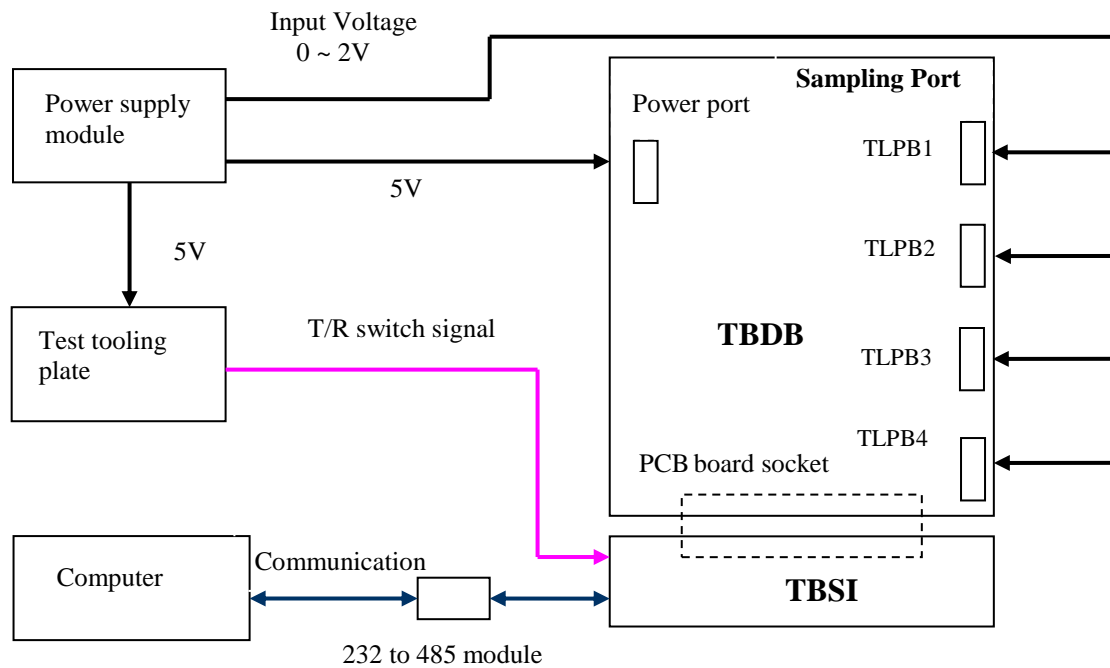 Input Voltage
0 ~ 2V
Sampling Port
Power supply
module
Power port
TLPB1
5V
TLPB2
5V
T/R switch signal
Test tooling
plate
TBDB
TLPB3
TLPB4
PCB board socket
Computer
Communication
TBSI
232 to 485 module